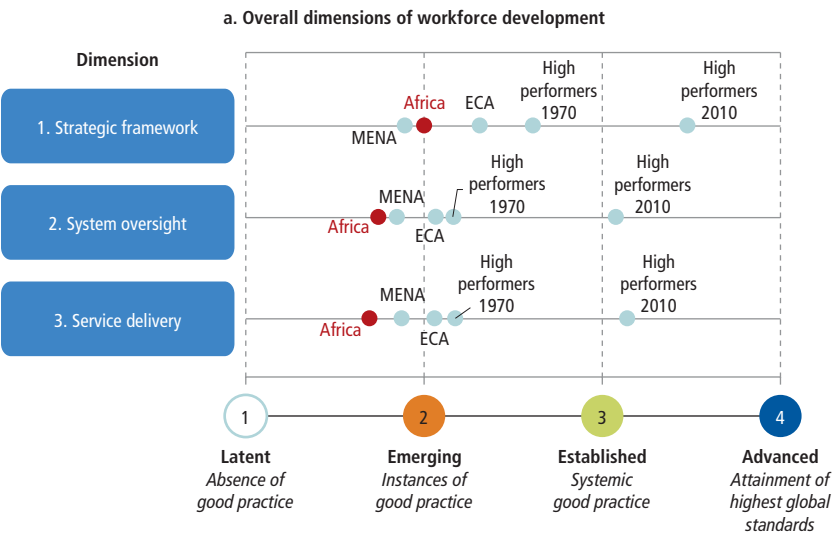 a. Overall dimensions of workforce development
Dimension
1. Strategic framework
MENA
Africa
ECA
High
performers
1970
High
performers
2010
2. System oversight
Africa
MENA
ECA
High
performers
1970
High
performers
2010
3. Service delivery
Africa
MENA
ECA
High
performers
1970
High
performers
2010
1
2
3
4
Latent
Absence of
good practice
Emerging
Instances of
good practice
Established
Systemic
good practice
Advanced
Attainment of
highest global
standards